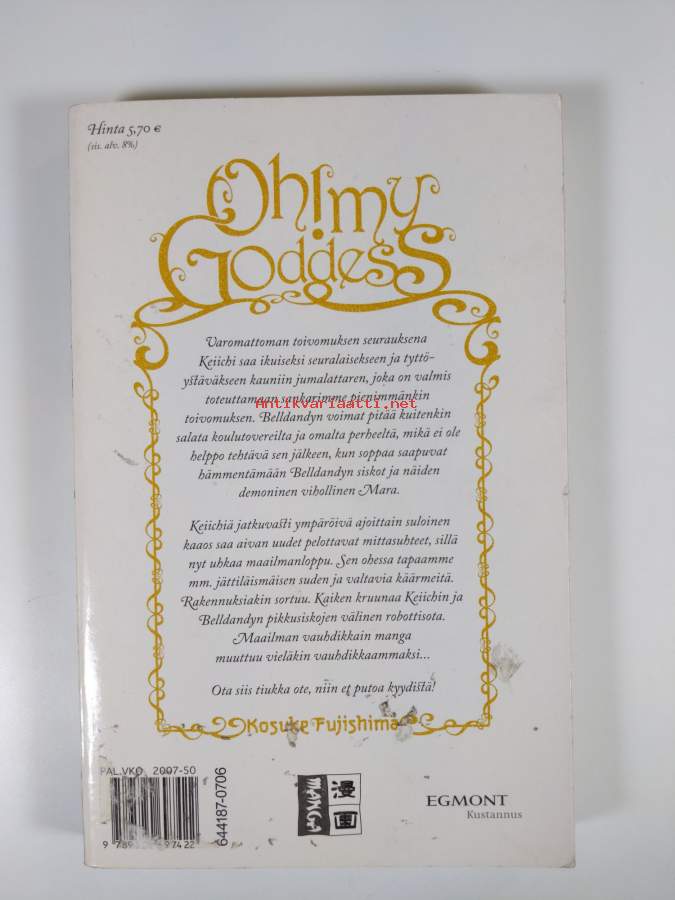 Hinta 5,70 €
(sis. alv. 8%)
Oh! my
Goddess
Varomattoman toivomuksen seurauksena
Keiichi saa ikuiseksi seuralaisekseen ja tyttö-
ystäväkseen kauniin jumalattaren, joka on valmis
toteuttamaan sankarimme pienimmänkin
Antikvariaatti.net
toivomuksen. Belldandyn voimat pitää kuitenkin
salata koulutovereilta ja omalta perheeltä, mikä ei ole
helppo tehtävä sen jälkeen, kun soppaa saapuvat
hämmentämään Belldandyn siskot ja näiden
demoninen vihollinen Mara.
Keiichiä jatkuvasti ympäröivä ajoittain suloinen
kaaos saa aivan uudet pelottavat mittasuhteet, sillä
nyt uhkaa maailmanloppu. Sen ohessa tapaamme
mm. jättiläismäisen suden ja valtavia käärmeitä.
Rakennuksiakin sortuu. Kaiken kruunaa Keiichin ja
Belldandyn pikkusiskojen välinen robottisota.
Maailman vauhdikkain manga
muuttuu vieläkin vauhdikkaammaksi...
Ota siis tiukka ote, niin et putoa kyydistä!
Kosuke Fujishima
PAL.VKO 2007-50
644187-0706
MANGA
漫画
EGMONT
Kustannus